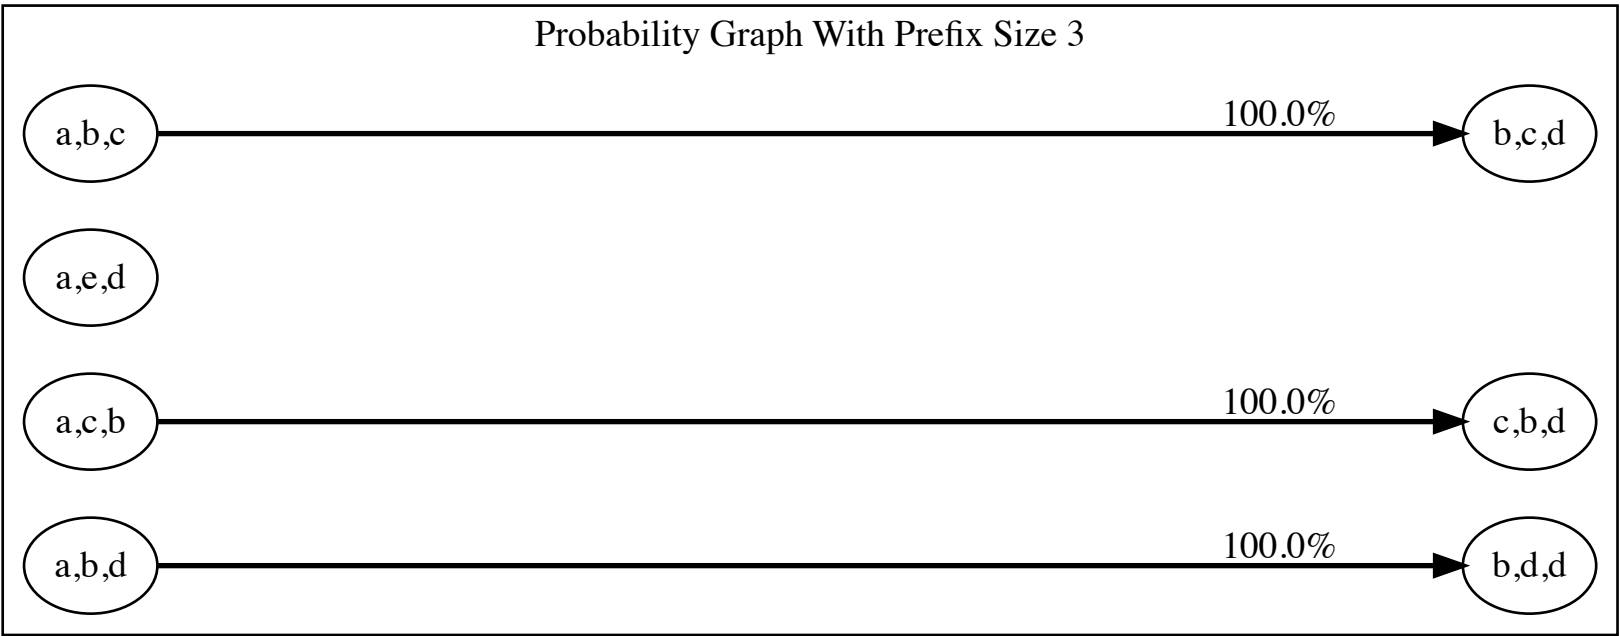 Probability Graph With Prefix Size 3
a,b,c
100.0%
b,c,d
a,e,d
a,c,b
100.0%
c,b,d
a,b,d
100.0%
b,d,d